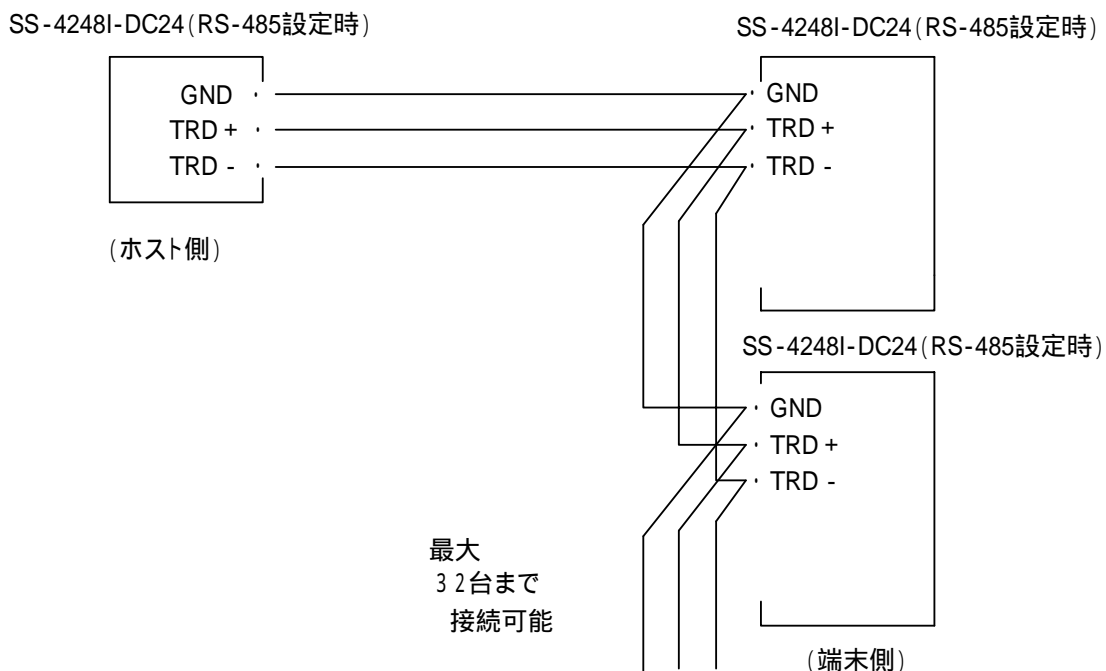 SS-4248I-DC24(RS-485設定時)
GND
TRD+
TRD-
(ホスト側)
SS-4248I-DC24(RS-485設定時)
GND
TRD+
TRD-
SS-4248I-DC24(RS-485設定時)
GND
TRD+
TRD-
最大
32台まで
接続可能
(端末側)